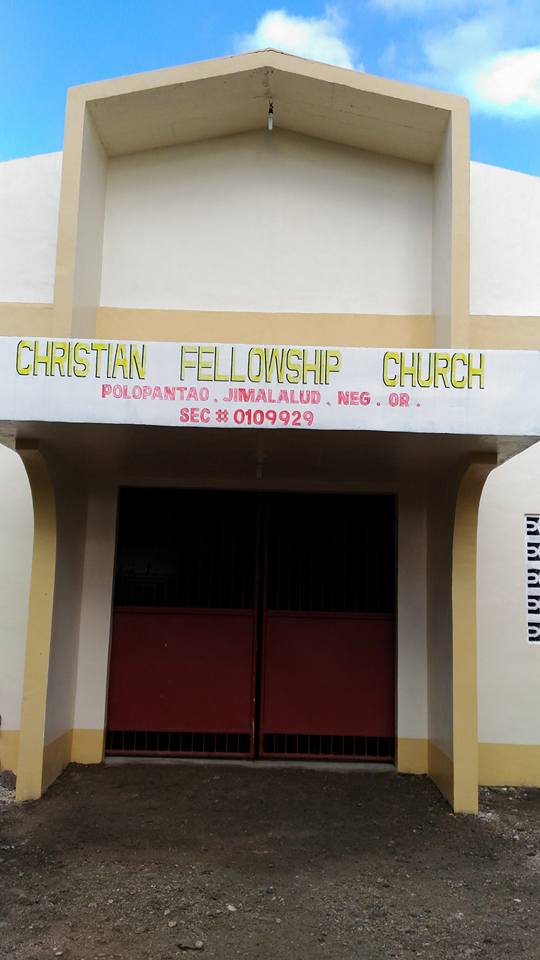 CHRISTIAN FELLOWSHIP CHURCH
POLOPANTAO, JIMALALUD, NEG. OR.
SEC # 0109929